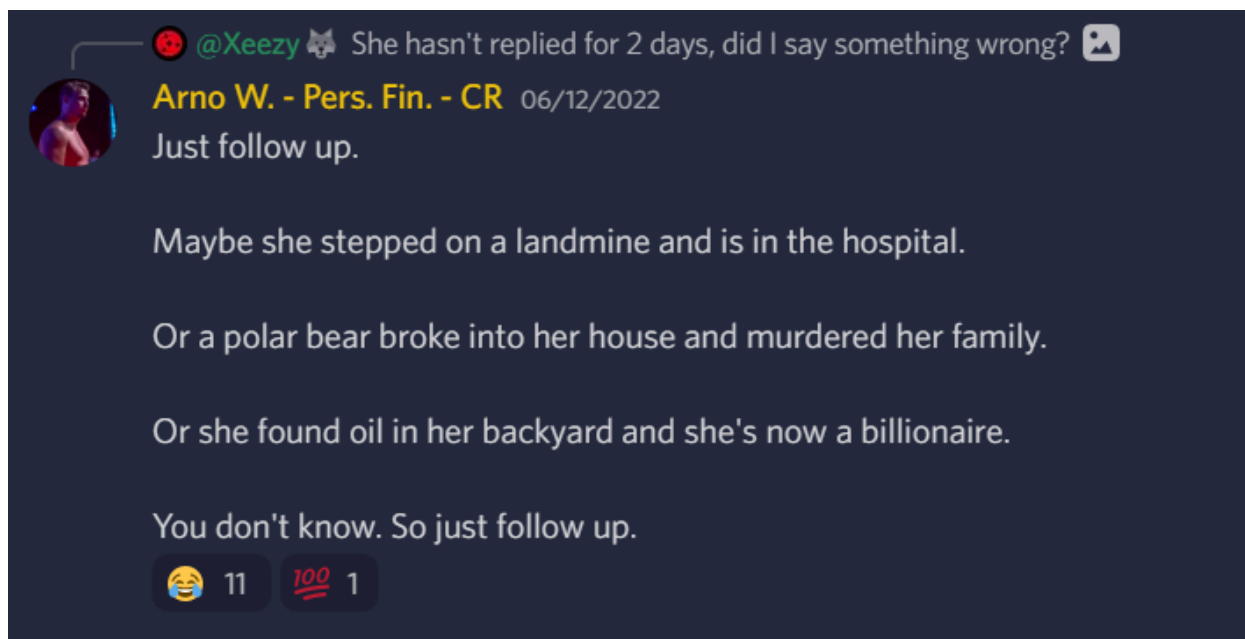 @Xeezy🐺 She hasn't replied for 2 days, did I say something wrong?
Arno W. - Pers. Fin. - CR 06/12/2022
Just follow up.
Maybe she stepped on a landmine and is in the hospital.
Or a polar bear broke into her house and murdered her family.
Or she found oil in her backyard and she's now a billionaire.
You don't know. So just follow up.
😂 11 💯 1